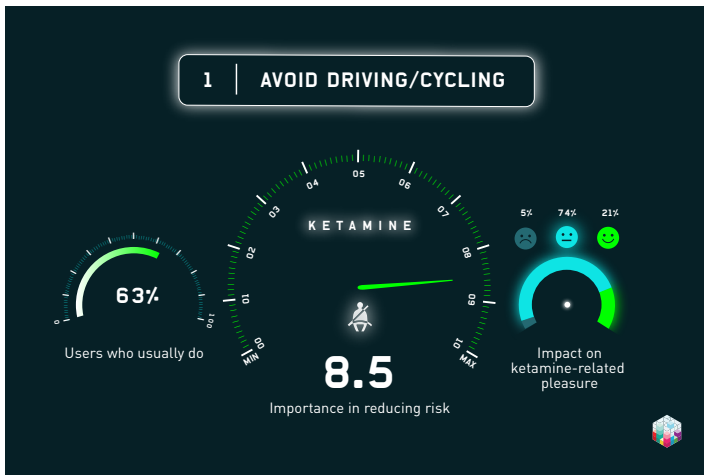 1 | AVOID DRIVING/CYCLING
KETAMINE
MIN
00
01
02
03
04
05
06
07
08
09
10
MAX
8.5
Importance in reducing risk
0
100
63%
Users who usually do
5%
74%
21%
Impact on
ketamine-related
pleasure